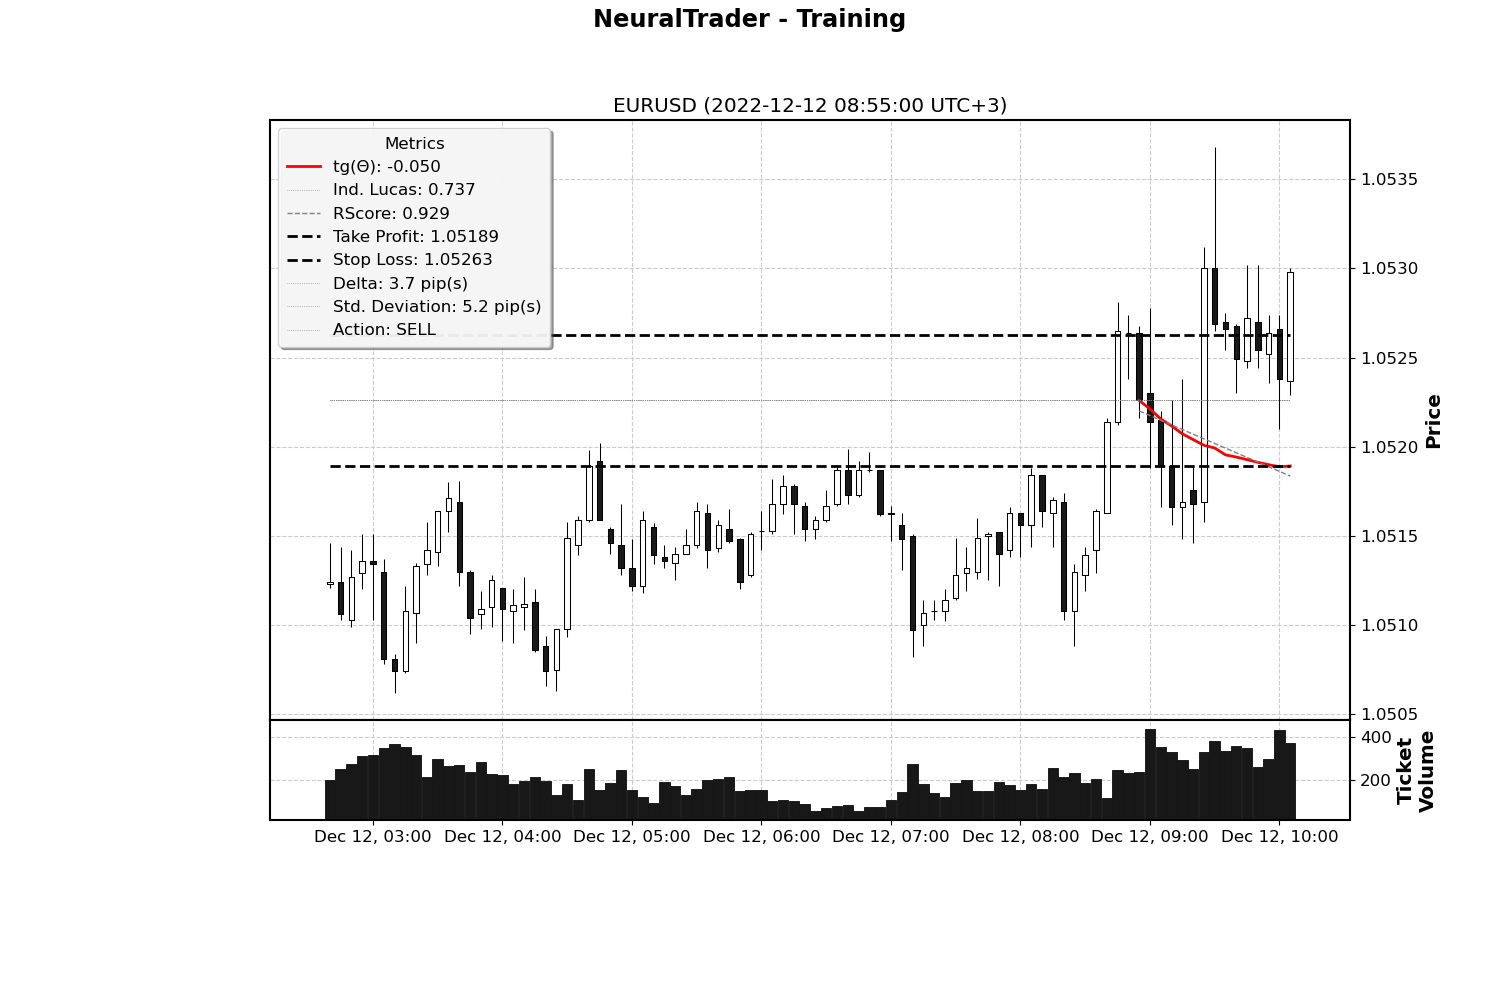 NeuralTrader - Training
EURUSD (2022-12-12 08:55:00 UTC+3)
Metrics
tg(Θ): -0.050
Ind. Lucas: 0.737
RScore: 0.929
Take Profit: 1.05189
Stop Loss: 1.05263
Delta: 3.7 pip(s)
Std. Deviation: 5.2 pip(s)
Action: SELL
1.0535
1.0530
1.0525
1.0520
1.0515
1.0510
1.0505
Price
400
200
Ticket
Volume
Dec 12, 03:00 Dec 12, 04:00 Dec 12, 05:00 Dec 12, 06:00 Dec 12, 07:00 Dec 12, 08:00 Dec 12, 09:00 Dec 12, 10:00